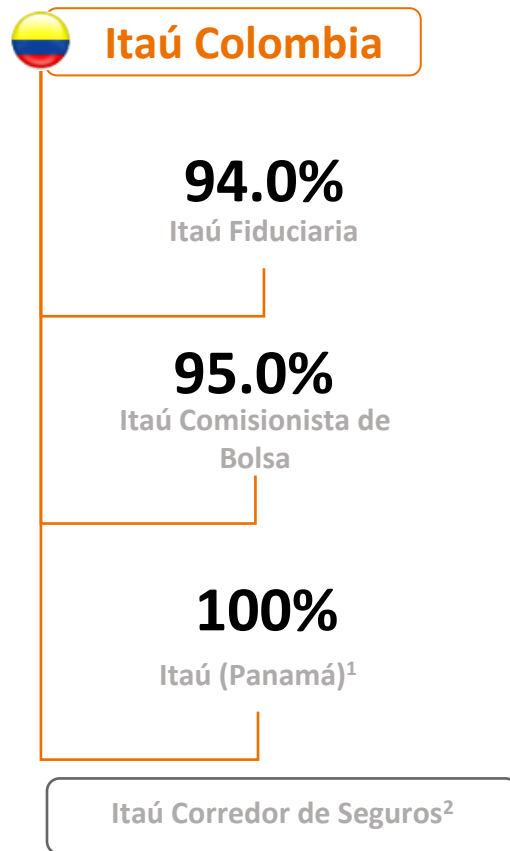 Itaú Colombia
94.0%
Itaú Fiduciaria
95.0%
Itaú Comisionista de
Bolsa
100%
Itaú (Panamá)¹
Itaú Corredor de Seguros²